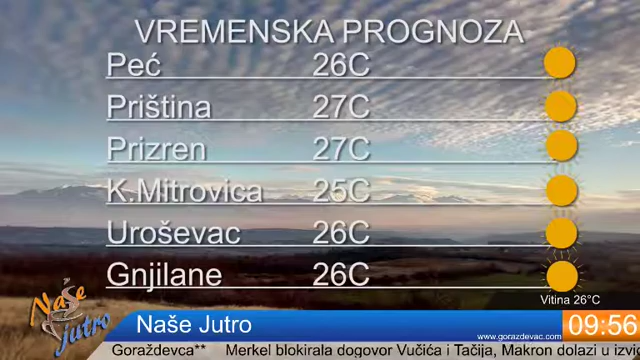 VREMENSKA PROGNOZA
Peć 26C
Priština 27C
Prizren 27C
K.Mitrovica 25C
Uroševac 26C
Gnjilane 26C
Vitina 26°C
Naše jutro
Naše Jutro
www.gorazdevac.com
09:56
Goraždevca** Merkel blokirala dogovor Vučića i Tačija, Makron dolazi u izvj